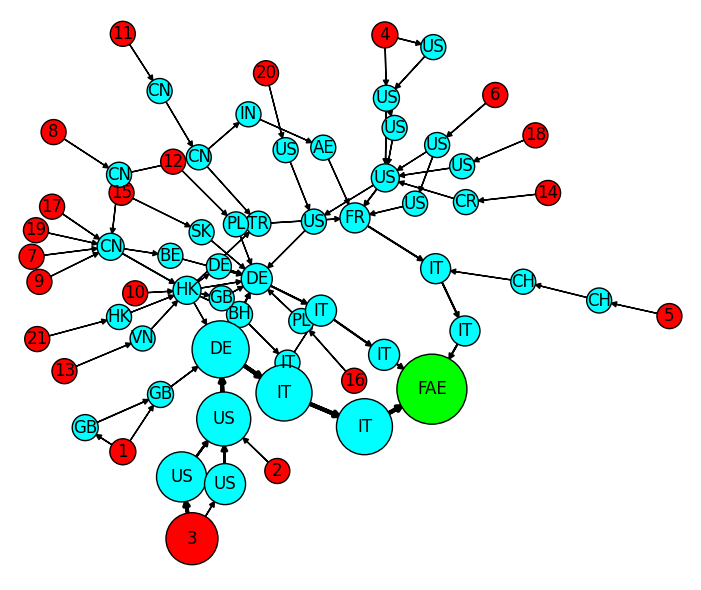 11
4
US
20
CN
US
6
IN
US
8
18
US
AE
US
CN
12
US
CN
US
15
CR
14
17
US
FR
PL
TR
US
19
SK
CN
7
BE
DE
IT
9
DE
CH
10
HK
GB
CH
IT
BH
HK
5
PL
IT
21
VN
DE
IT
IT
13
16
FAE
IT
GB
US
IT
GB
1
2
US
US
3